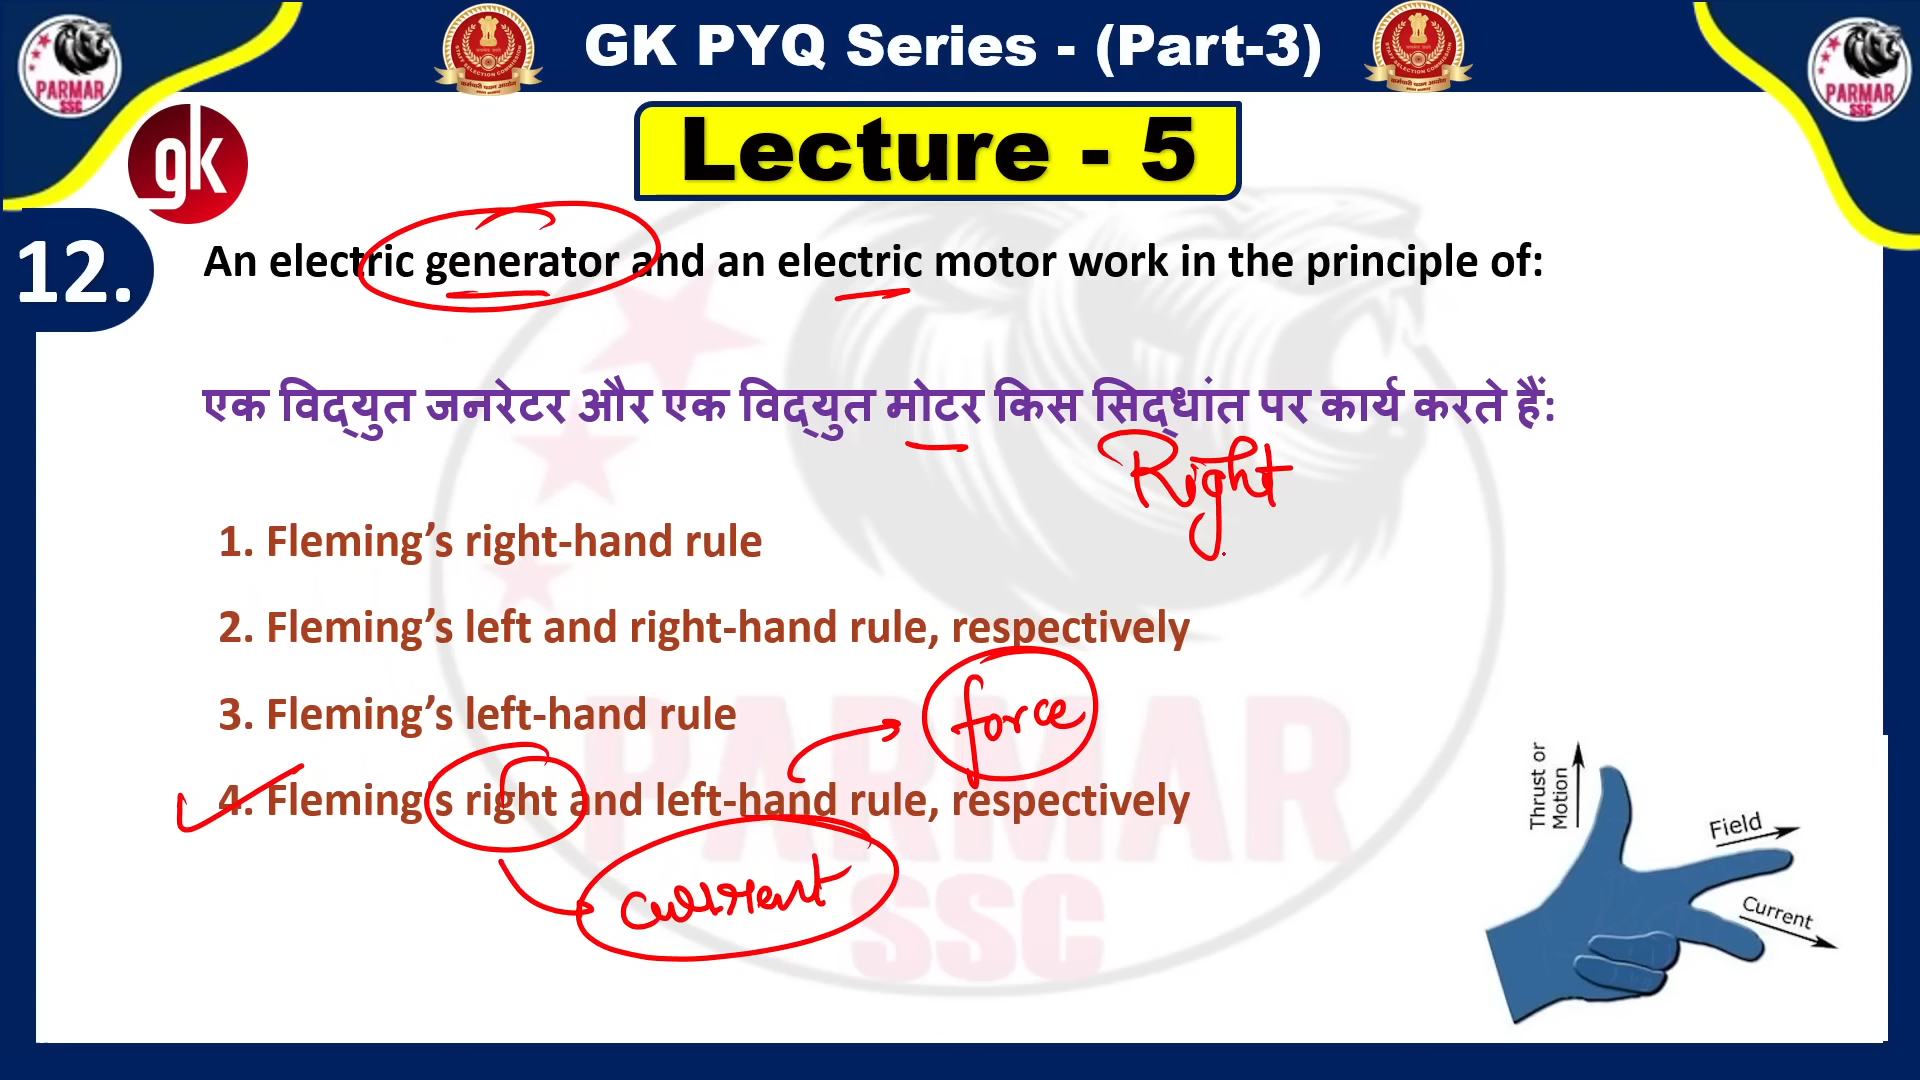 GK PYQ Series - (Part-3)
PARMAR
SSC
PARMAR
SSC
gk
Lecture - 5
12.
An electric generator and an electric motor work in the principle of:
एक विद्युत जनरेटर और एक विद्युत मोटर किस सिद्धांत पर कार्य करते हैं:
Right
1. Fleming’s right-hand rule
2. Fleming’s left and right-hand rule, respectively
3. Fleming’s left-hand rule
force
4. Fleming’s right and left-hand rule, respectively
current
Thrust or
Motion
Field
Current
PARMAR
SSC